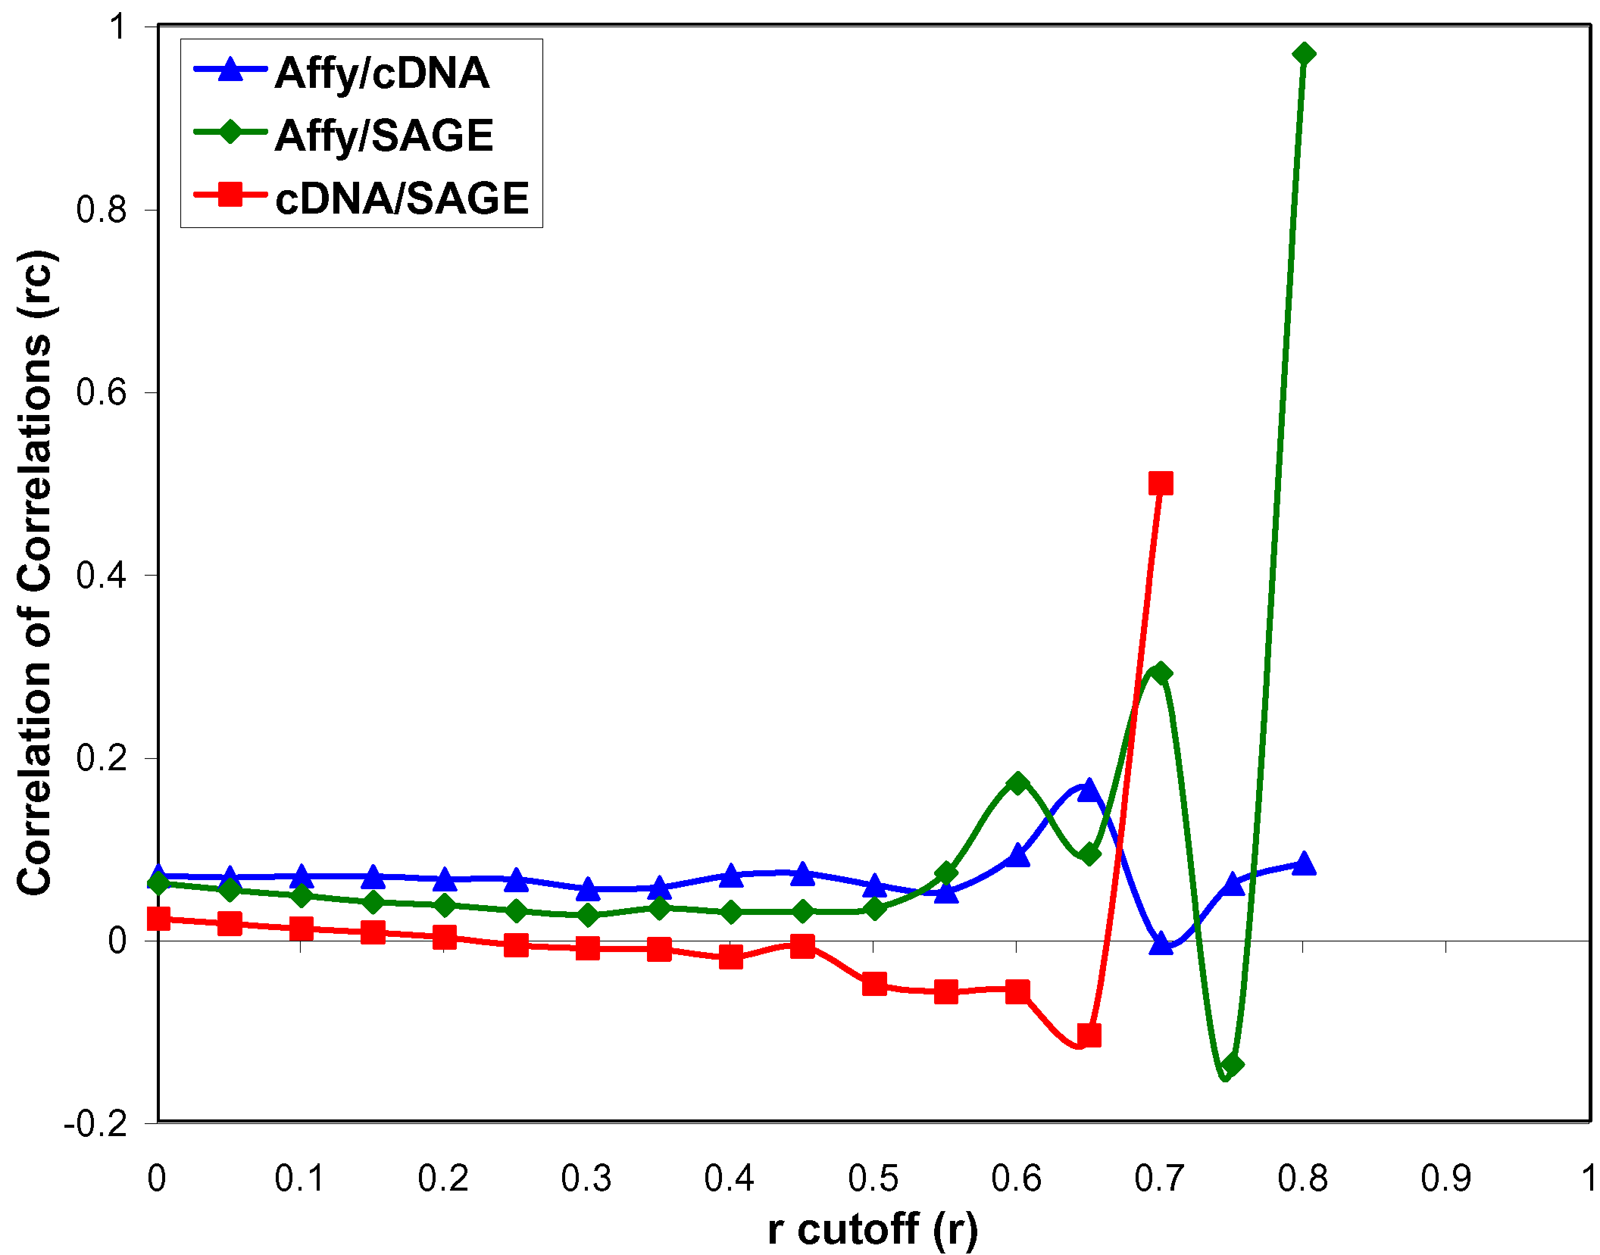 Affy/cDNA
Affy/SAGE
cDNA/SAGE
Correlation of Correlations (rc)
1
0.8
0.6
0.4
0.2
0
-0.2
0 0.1 0.2 0.3 0.4 0.5 0.6 0.7 0.8 0.9 1
r cutoff (r)